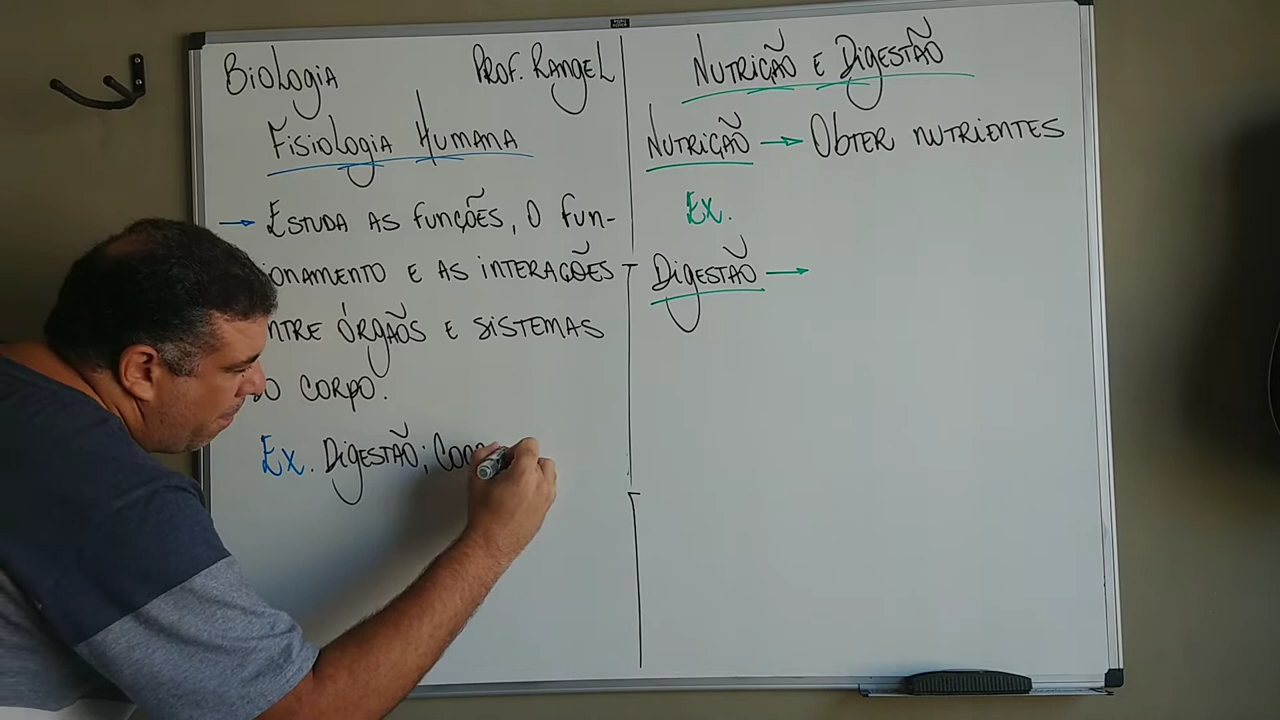 Biologia
Prof. Rangel
Fisiologia Humana
→ Estuda as funções, o fun-
ionamento e as interações
ntre órgãos e sistemas
o corpo.
Ex. Digestão;
Nutrição e Digestão
Nutrição → Obter nutrientes
Ex.
Digestão →